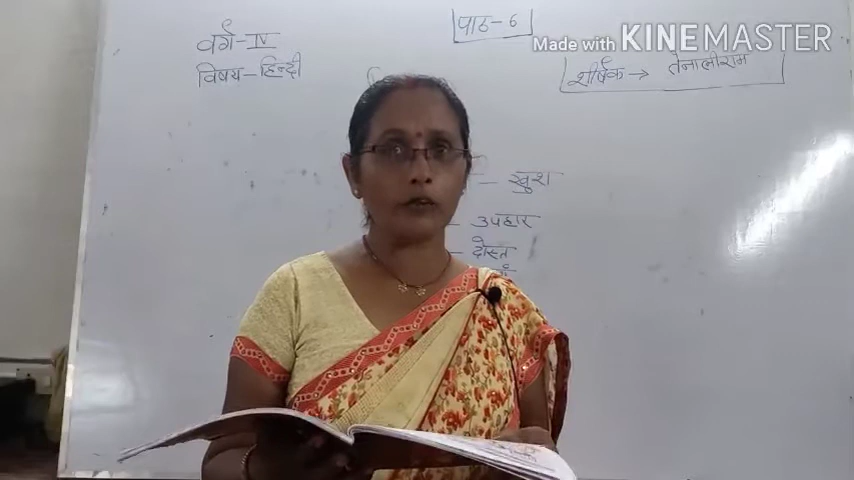 वर्ग-IV
पाठ-6
विषय-हिन्दी
शीर्षक → तेनालीराम
Made with KINEMASTER
- खुश
- उपहार
- दोस्त